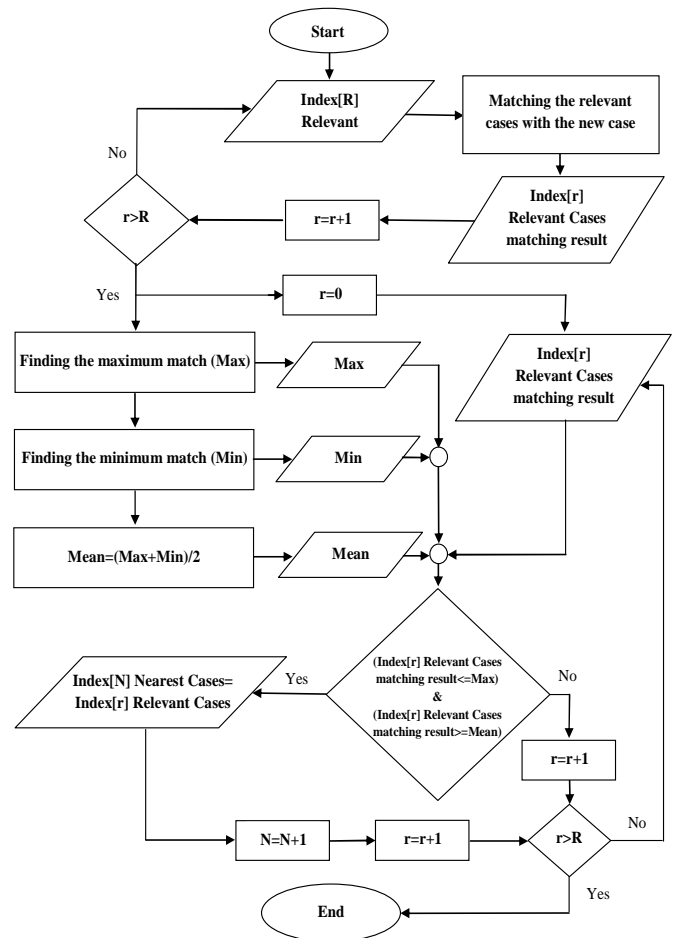 Start
Index[R]
Relevant
Matching the relevant
cases with the new case
No
Index[r]
Relevant Cases
matching result
r=r+1
r>R
Yes
r=0
Finding the maximum match (Max)
Max
Index[r]
Relevant Cases
matching result
Finding the minimum match (Min)
Min
Mean=(Max+Min)/2
Mean
(Index[r] Relevant Cases
matching result<=Max)
&
(Index[r] Relevant Cases
matching result>=Mean)
Yes
No
Index[N] Nearest Cases=
Index[r] Relevant Cases
r=r+1
N=N+1
r=r+1
r>R
No
Yes
End